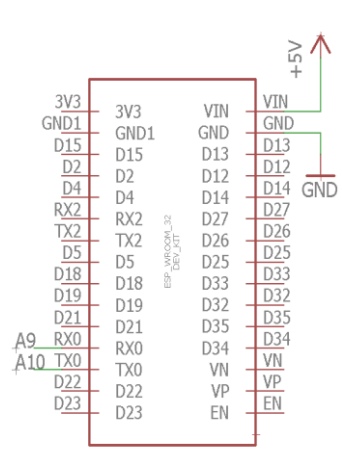 +5V
3V3 3V3 VIN VIN
GND1 GND1 GND GND
D15 D15 D13 D13
D2 D2 D12 D12
D4 D4 D14 D14
GND
RX2 RX2 D27 D27
TX2 TX2 D26 D26
D5 D5 D25 D25
D18 D18 D33 D33
D19 D19 D32 D32
D21 D21 D35 D35
A9 RX0 RX0 D34 D34
A10 TX0 TX0 VN VN
D22 D22 VP VP
D23 D23 EN EN
ESP_WROOM_32
DEV_KIT